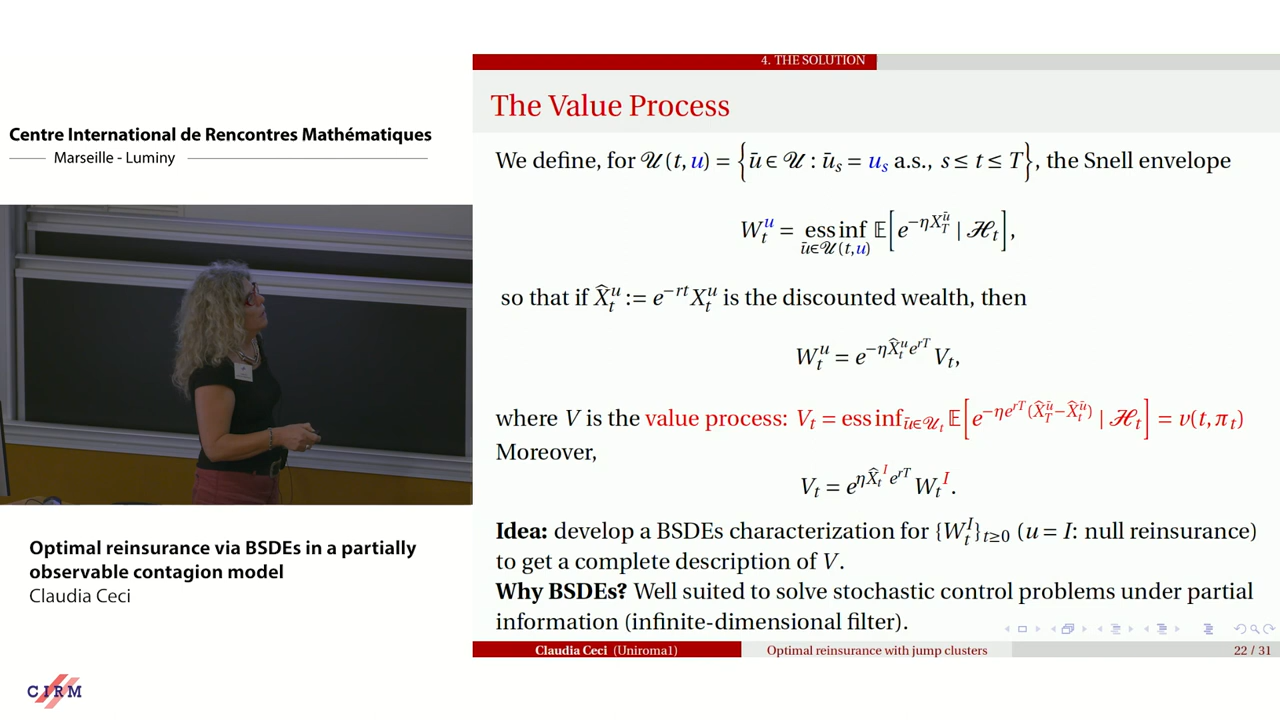 Centre International de Rencontres Mathématiques
Marseille - Luminy
Optimal reinsurance via BSDEs in a partially
observable contagion model
Claudia Ceci
CIRM
4. THE SOLUTION
The Value Process
We define, for 𝒰(t, u) = {ū ∈ 𝒰 : ū_s = u_s a.s., s ≤ t ≤ T}, the Snell envelope
W_t^u = ess inf_{ū∈𝒰(t,u)} 𝔼[e^{−ηX_T^ū} | ℋ_t],
so that if X̂_t^u := e^{−rt} X_t^u is the discounted wealth, then
W_t^u = e^{−ηX̂_t^u e^{rT}} V_t,
where V is the value process: V_t = ess inf_{ū∈𝒰_t} 𝔼[e^{−ηe^{rT}(X̂_T^ū − X̂_t^ū)} | ℋ_t] = v(t, π_t)
Moreover,
V_t = e^{ηX̂_t^I e^{rT}} W_t^I.
Idea: develop a BSDEs characterization for {W_t^I}_{t≥0} (u = I: null reinsurance)
to get a complete description of V.
Why BSDEs? Well suited to solve stochastic control problems under partial
information (infinite-dimensional filter).
Claudia Ceci (Uniroma1) Optimal reinsurance with jump clusters 22 / 31